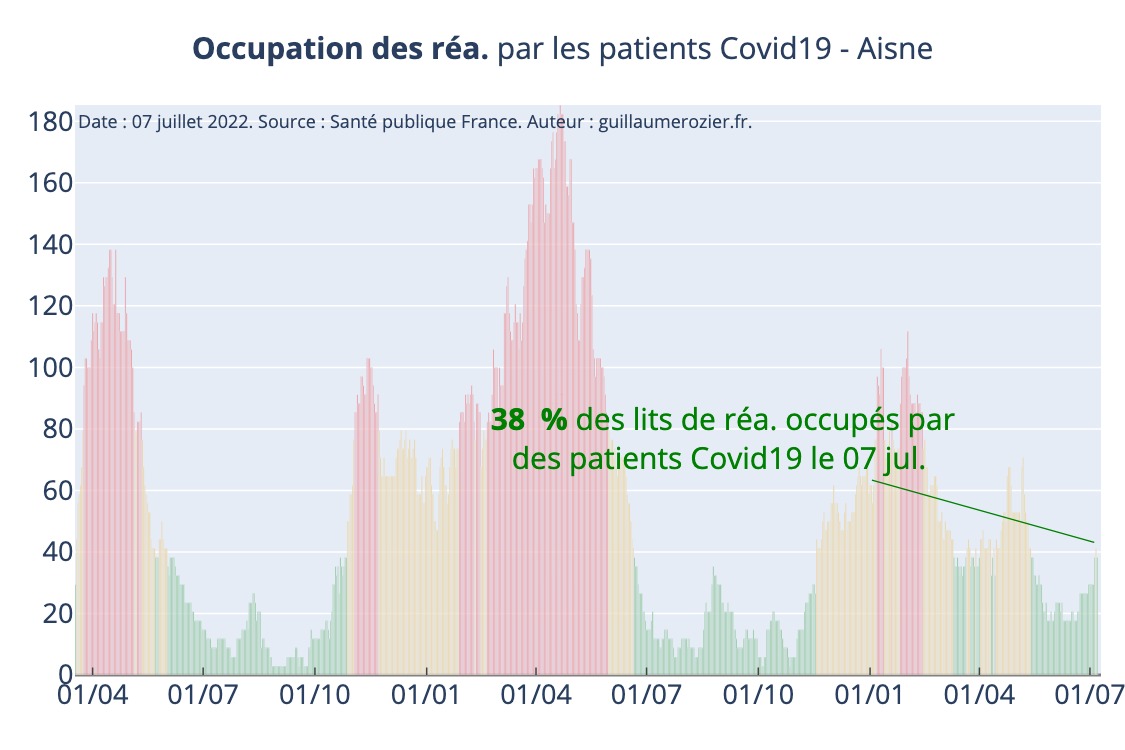 Occupation des réa. par les patients Covid19 - Aisne
180
Date : 07 juillet 2022. Source : Santé publique France. Auteur : guillaumerozier.fr.
160
140
120
100
80
60
40
20
0
38 % des lits de réa. occupés par
des patients Covid19 le 07 jul.
01/04 01/07 01/10 01/01 01/04 01/07 01/10 01/01 01/04 01/07